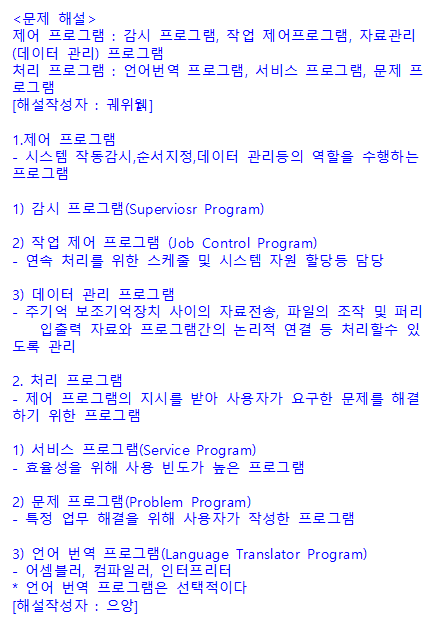 <문제 해설>
제어 프로그램 : 감시 프로그램, 작업 제어프로그램, 자료관리
(데이터 관리) 프로그램
처리 프로그램 : 언어번역 프로그램, 서비스 프로그램, 문제 프
로그램
[해설작성자 : 궤위웱]

1.제어 프로그램
- 시스템 작동감시,순서지정,데이터 관리등의 역할을 수행하는
프로그램

1) 감시 프로그램(Superviosr Program)

2) 작업 제어 프로그램 (Job Control Program)
- 연속 처리를 위한 스케줄 및 시스템 자원 할당등 담당

3) 데이터 관리 프로그램
- 주기억 보조기억장치 사이의 자료전송, 파일의 조작 및 퍼리
입출력 자료와 프로그램간의 논리적 연결 등 처리할수 있
도록 관리

2. 처리 프로그램
- 제어 프로그램의 지시를 받아 사용자가 요구한 문제를 해결
하기 위한 프로그램

1) 서비스 프로그램(Service Program)
- 효율성을 위해 사용 빈도가 높은 프로그램

2) 문제 프로그램(Problem Program)
- 특정 업무 해결을 위해 사용자가 작성한 프로그램

3) 언어 번역 프로그램(Language Translator Program)
- 어셈블러, 컴파일러, 인터프리터
* 언어 번역 프로그램은 선택적이다
[해설작성자 : 으앙]